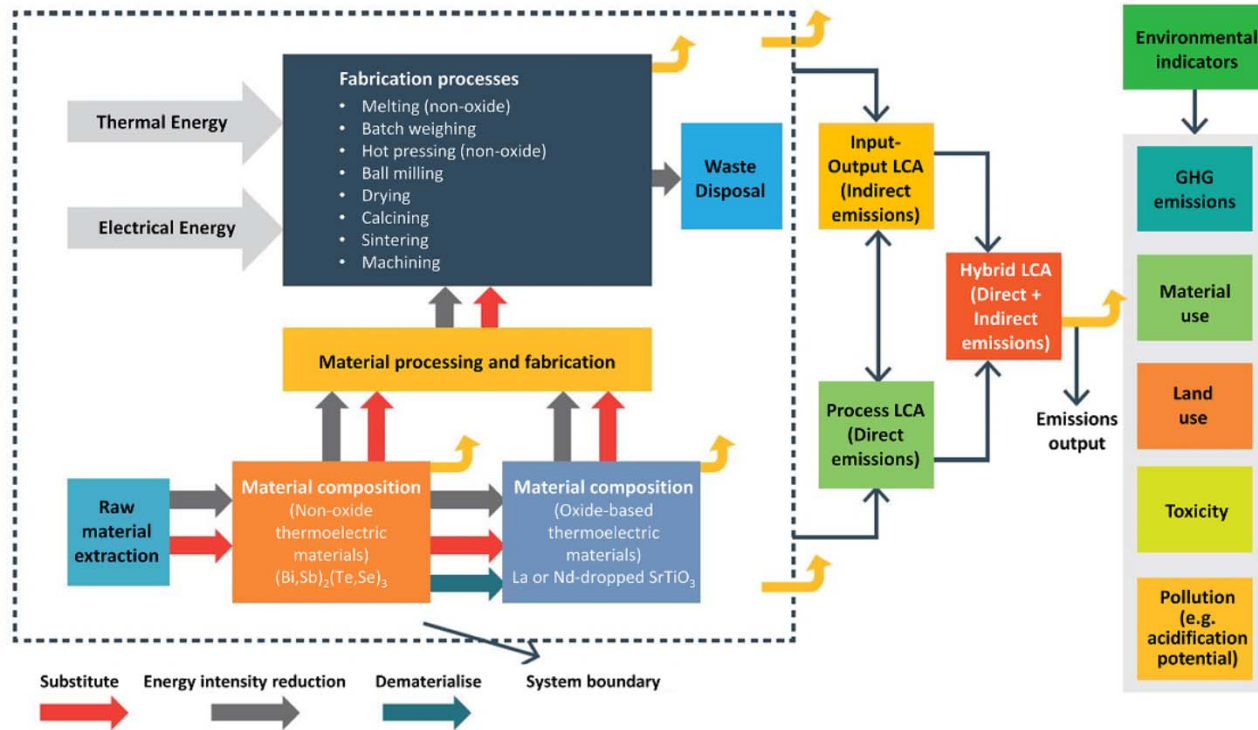 Thermal Energy
Electrical Energy
Fabrication processes
• Melting (non-oxide)
• Batch weighing
• Hot pressing (non-oxide)
• Ball milling
• Drying
• Calcining
• Sintering
• Machining
Waste
Disposal
Material processing and fabrication
Raw
material
extraction
Material composition
(Non-oxide
thermoelectric
materials)
(Bi,Sb)₂(Te,Se)₃
Material composition
(Oxide-based
thermoelectric
materials)
La or Nd-dropped SrTiO₃
Input-
Output LCA
(Indirect
emissions)
Process LCA
(Direct
emissions)
Hybrid LCA
(Direct +
Indirect
emissions)
Emissions
output
Environmental
indicators
GHG
emissions
Material
use
Land
use
Toxicity
Pollution
(e.g.
acidification
potential)
Substitute
Energy intensity reduction
Dematerialise
System boundary